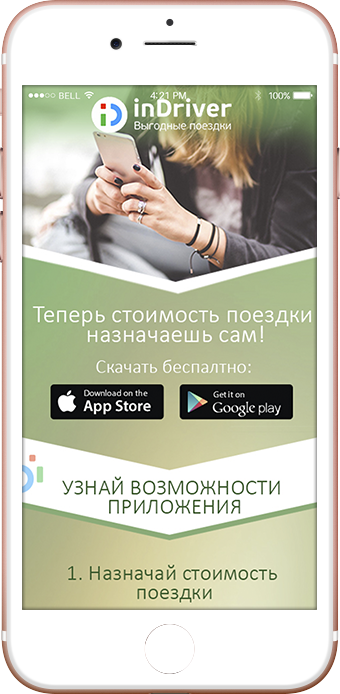 BELL 4:21 PM 100%
inDriver
Выгодные поездки
Теперь стоимость поездки
назначаешь сам!
Скачать беспалтно:
Download on the
App Store
Get it on
Google play
УЗНАЙ ВОЗМОЖНОСТИ
ПРИЛОЖЕНИЯ
1. Назначай стоимость
поездки